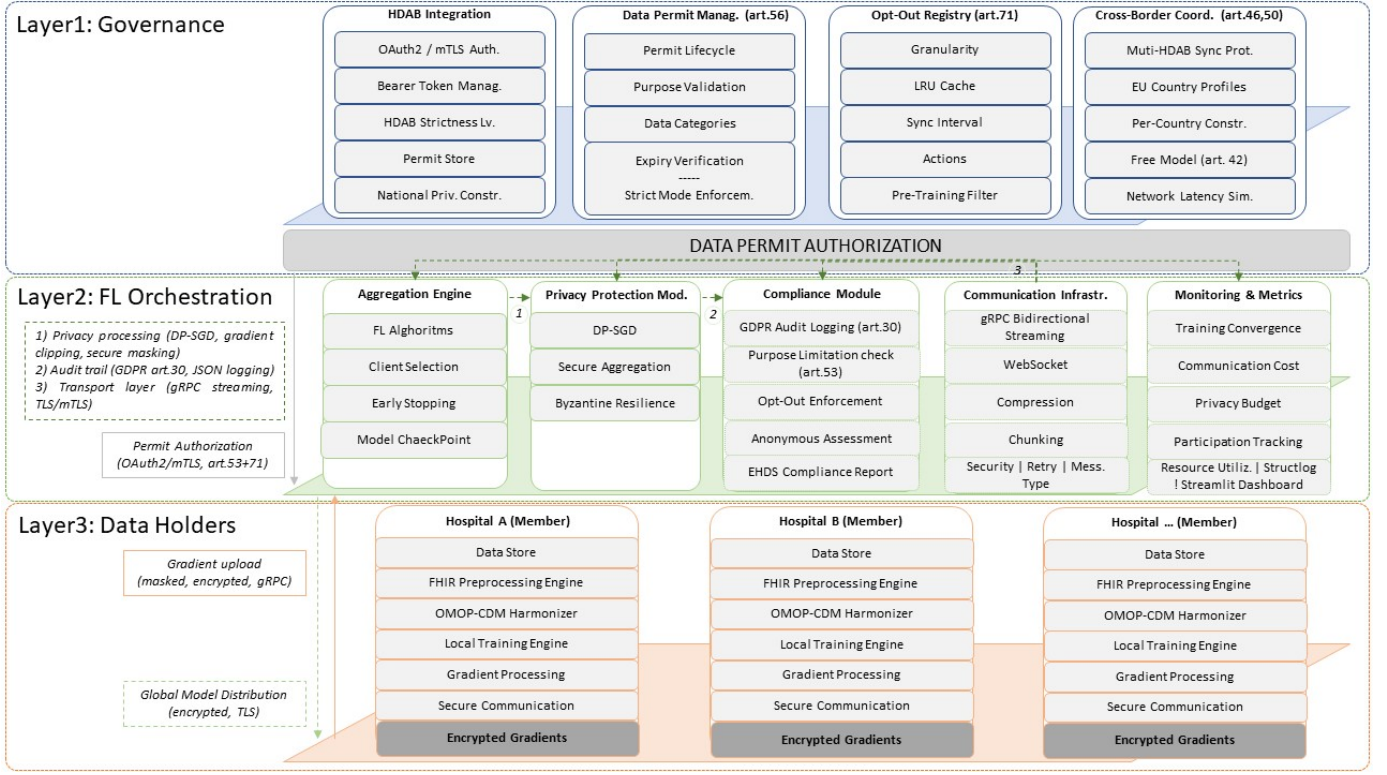 Layer1: Governance
HDAB Integration
OAuth2 / mTLS Auth.
Bearer Token Manag.
HDAB Strictness Lv.
Permit Store
National Priv. Constr.
Data Permit Manag. (art.56)
Permit Lifecycle
Purpose Validation
Data Categories
Expiry Verification
-----
Strict Mode Enforcem.
Opt-Out Registry (art.71)
Granularity
LRU Cache
Sync Interval
Actions
Pre-Training Filter
Cross-Border Coord. (art.46,50)
Muti-HDAB Sync Prot.
EU Country Profiles
Per-Country Constr.
Free Model (art. 42)
Network Latency Sim.
DATA PERMIT AUTHORIZATION
Layer2: FL Orchestration
1) Privacy processing (DP-SGD, gradient
clipping, secure masking)
2) Audit trail (GDPR art.30, JSON logging)
3) Transport layer (gRPC streaming,
TLS/mTLS)
Permit Authorization
(OAuth2/mTLS, art.53+71)
Aggregation Engine
FL Alghoritms
Client Selection
Early Stopping
Model ChaeckPoint
1
Privacy Protection Mod.
DP-SGD
Secure Aggregation
Byzantine Resilience
2
Compliance Module
GDPR Audit Logging (art.30)
Purpose Limitation check
(art.53)
Opt-Out Enforcement
Anonymous Assessment
EHDS Compliance Report
3
Communication Infrastr.
gRPC Bidirectional
Streaming
WebSocket
Compression
Chunking
Security | Retry | Mess.
Type
Monitoring & Metrics
Training Convergence
Communication Cost
Privacy Budget
Participation Tracking
Resource Utiliz. | Structlog
! Streamlit Dashboard
Layer3: Data Holders
Gradient upload
(masked, encrypted, gRPC)
Global Model Distribution
(encrypted, TLS)
Hospital A (Member)
Data Store
FHIR Preprocessing Engine
OMOP-CDM Harmonizer
Local Training Engine
Gradient Processing
Secure Communication
Encrypted Gradients
Hospital B (Member)
Data Store
FHIR Preprocessing Engine
OMOP-CDM Harmonizer
Local Training Engine
Gradient Processing
Secure Communication
Encrypted Gradients
Hospital ... (Member)
Data Store
FHIR Preprocessing Engine
OMOP-CDM Harmonizer
Local Training Engine
Gradient Processing
Secure Communication
Encrypted Gradients